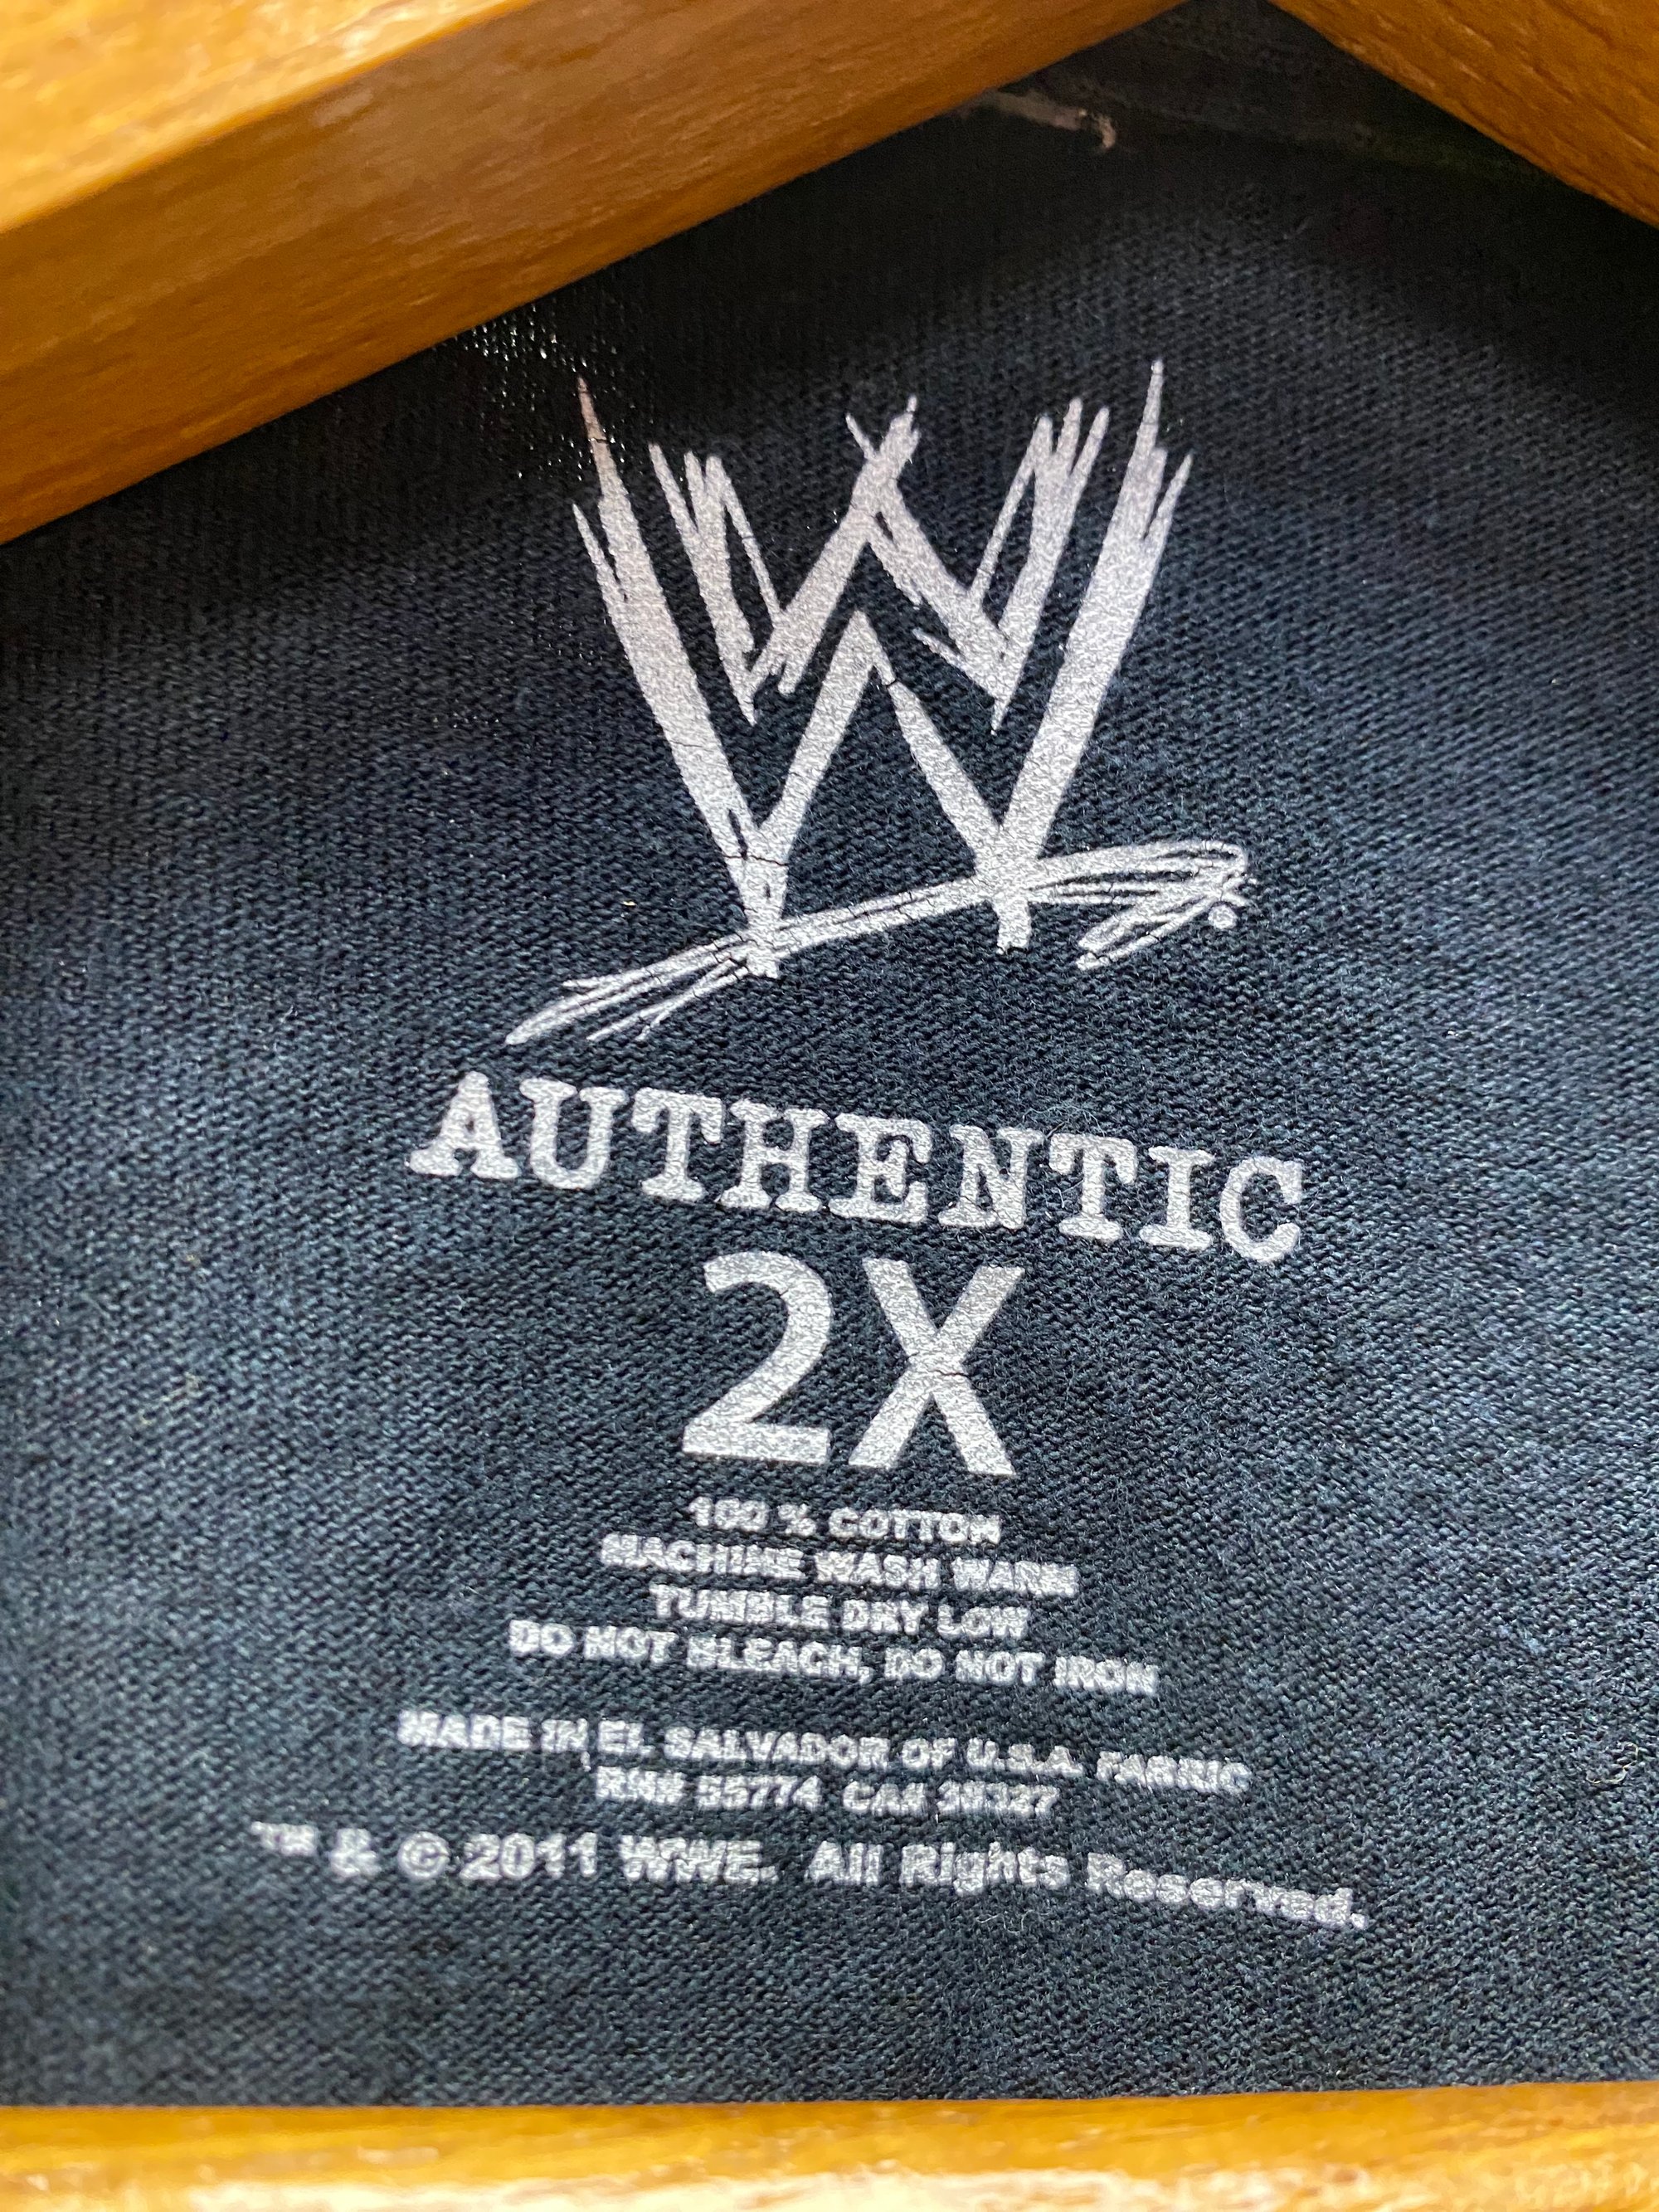 W
AUTHENTIC
2X
100 % COTTON
MACHINE WASH WARM
TUMBLE DRY LOW
DO NOT BLEACH, DO NOT IRON
MADE IN EL SALVADOR OF U.S.A. FABRIC
RN# 55774 CA#
™ & © 2011 WWE. All Rights Reserved.